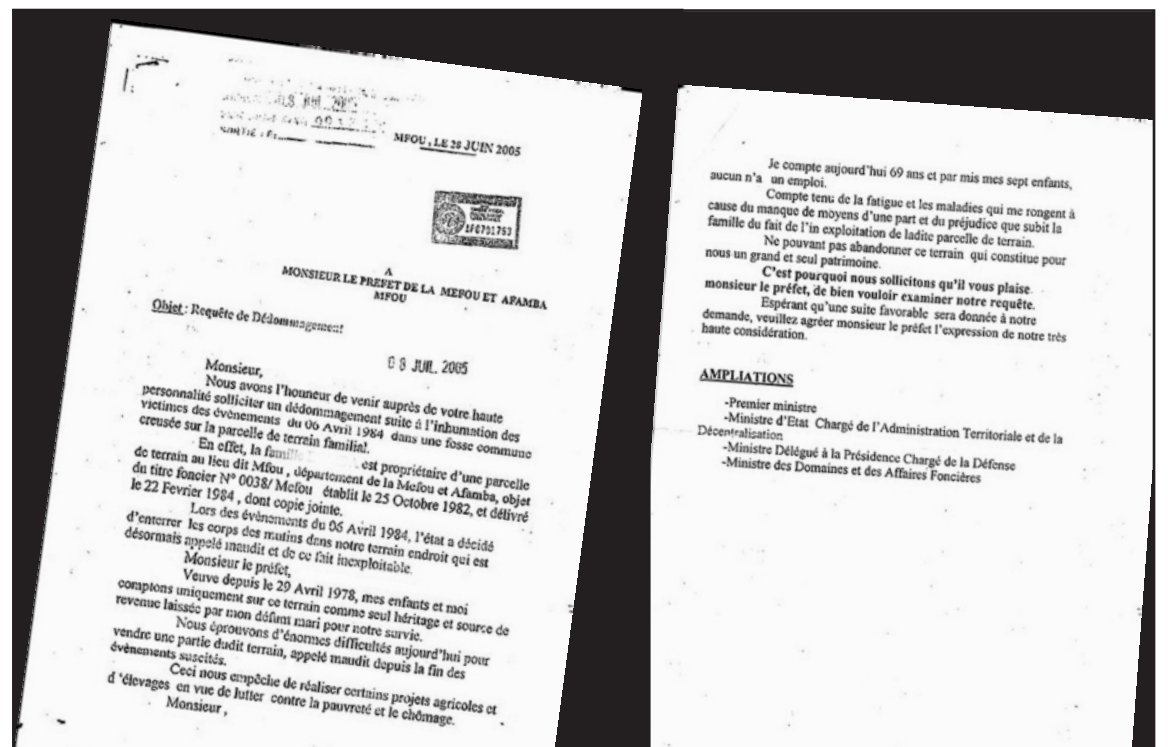 08 JUIL 2005
MFOU , LE 28 JUIN 2005
A
MONSIEUR LE PREFET DE LA MEFOU ET AFAMBA
MFOU
Objet : Requête de Dédommagement
08 JUIL. 2005
Monsieur,
Nous avons l'honneur de venir auprès de votre haute
personnalité solliciter un dédommagement suite à l'inhumation des
victimes des évènements du 06 Avril 1984 dans une fosse commune
creusée sur la parcelle de terrain familial.
En effet, la famille est propriétaire d'une parcelle
de terrain au lieu dit Mfou , département de la Mefou et Afamba, objet
du titre foncier N° 0038/ Mefou établit le 25 Octobre 1982, et délivré
le 22 Fevrier 1984 , dont copie jointe.
Lors des évènements du 06 Avril 1984, l'état a décidé
d'enterrer les corps des mutins dans notre terrain endroit qui est
désormais appelé maudit et de ce fait inexploitable.
Monsieur le préfet,
Veuve depuis le 29 Avril 1978, mes enfants et moi
comptons uniquement sur ce terrain comme seul héritage et source de
revenue laissée par mon défunt mari pour notre survie.
Nous éprouvons d'énormes difficultés aujourd'hui pour
vendre une partie dudit terrain, appelé maudit depuis la fin des
évènements suscités.
Ceci nous empêche de réaliser certains projets agricoles et
d 'élevages en vue de lutter contre la pauvreté et le chômage.
Monsieur ,
Je compte aujourd'hui 69 ans et par mis mes sept enfants,
aucun n'a un emploi.
Compte tenu de la fatigue et les maladies qui me rongent à
cause du manque de moyens d'une part et du préjudice que subit la
famille du fait de l'in exploitation de ladite parcelle de terrain.
Ne pouvant pas abandonner ce terrain qui constitue pour
nous un grand et seul patrimoine.
C'est pourquoi nous sollicitons qu'il vous plaise
monsieur le préfet, de bien vouloir examiner notre requête.
Espérant qu'une suite favorable sera donnée à notre
demande, veuillez agréer monsieur le préfet l'expression de notre très
haute considération.
AMPLIATIONS
-Premier ministre
-Ministre d'Etat Chargé de l'Administration Territoriale et de la
Décentralisation
-Ministre Délégué à la Présidence Chargé de la Défense
-Ministre des Domaines et des Affaires Foncières